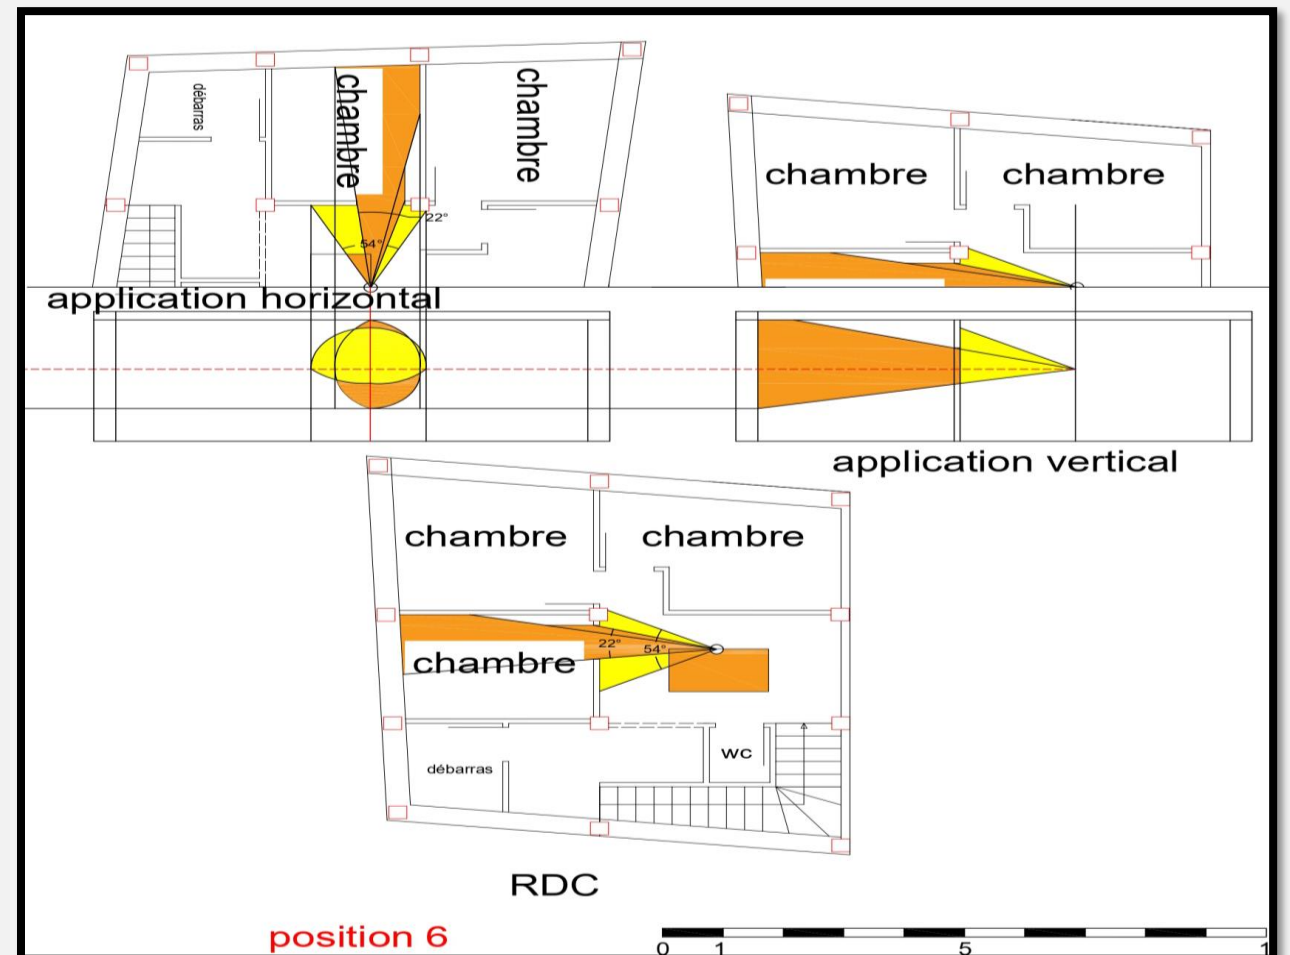 débarras
chambre
chambre
22°
54°
application horizontal
chambre
chambre
application vertical
chambre
chambre
22°
54°
chambre
wc
débarras
RDC
position 6
0 1 5 1